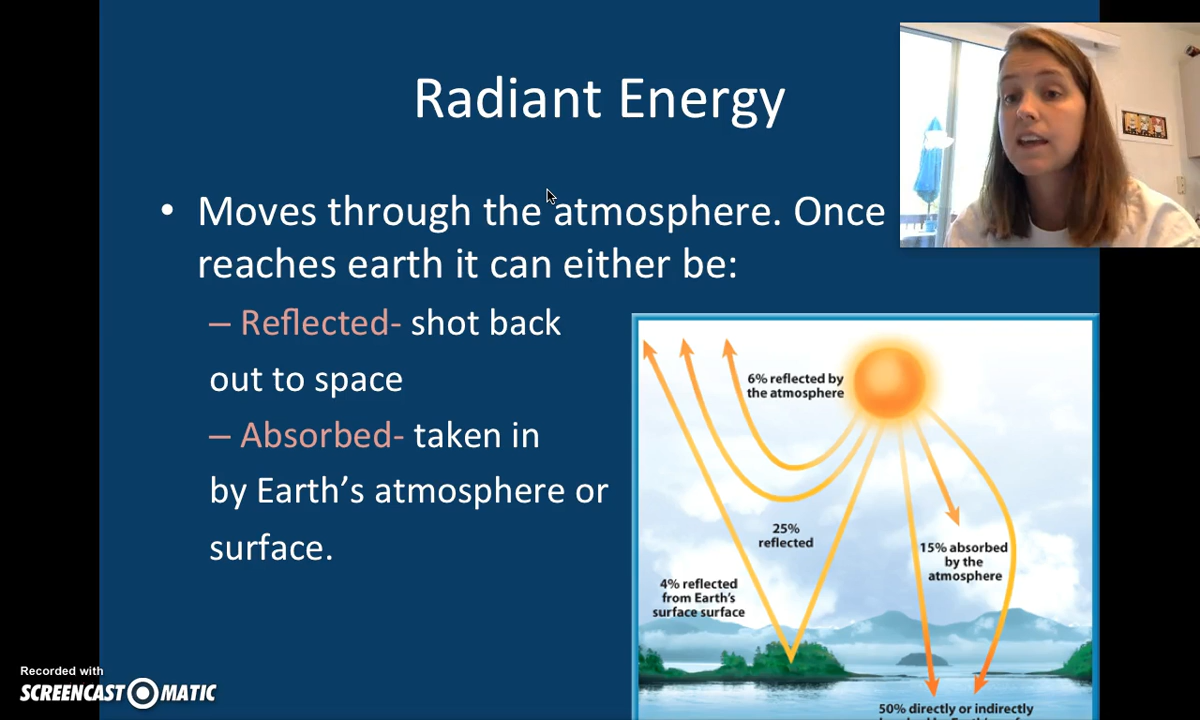 Radiant Energy
• Moves through the atmosphere. Once
reaches earth it can either be:
– Reflected- shot back
out to space
– Absorbed- taken in
by Earth’s atmosphere or
surface.
6% reflected by
the atmosphere
25%
reflected
15% absorbed
by the
atmosphere
4% reflected
from Earth’s
surface surface
50% directly or indirectly
Recorded with
SCREENCAST MATIC